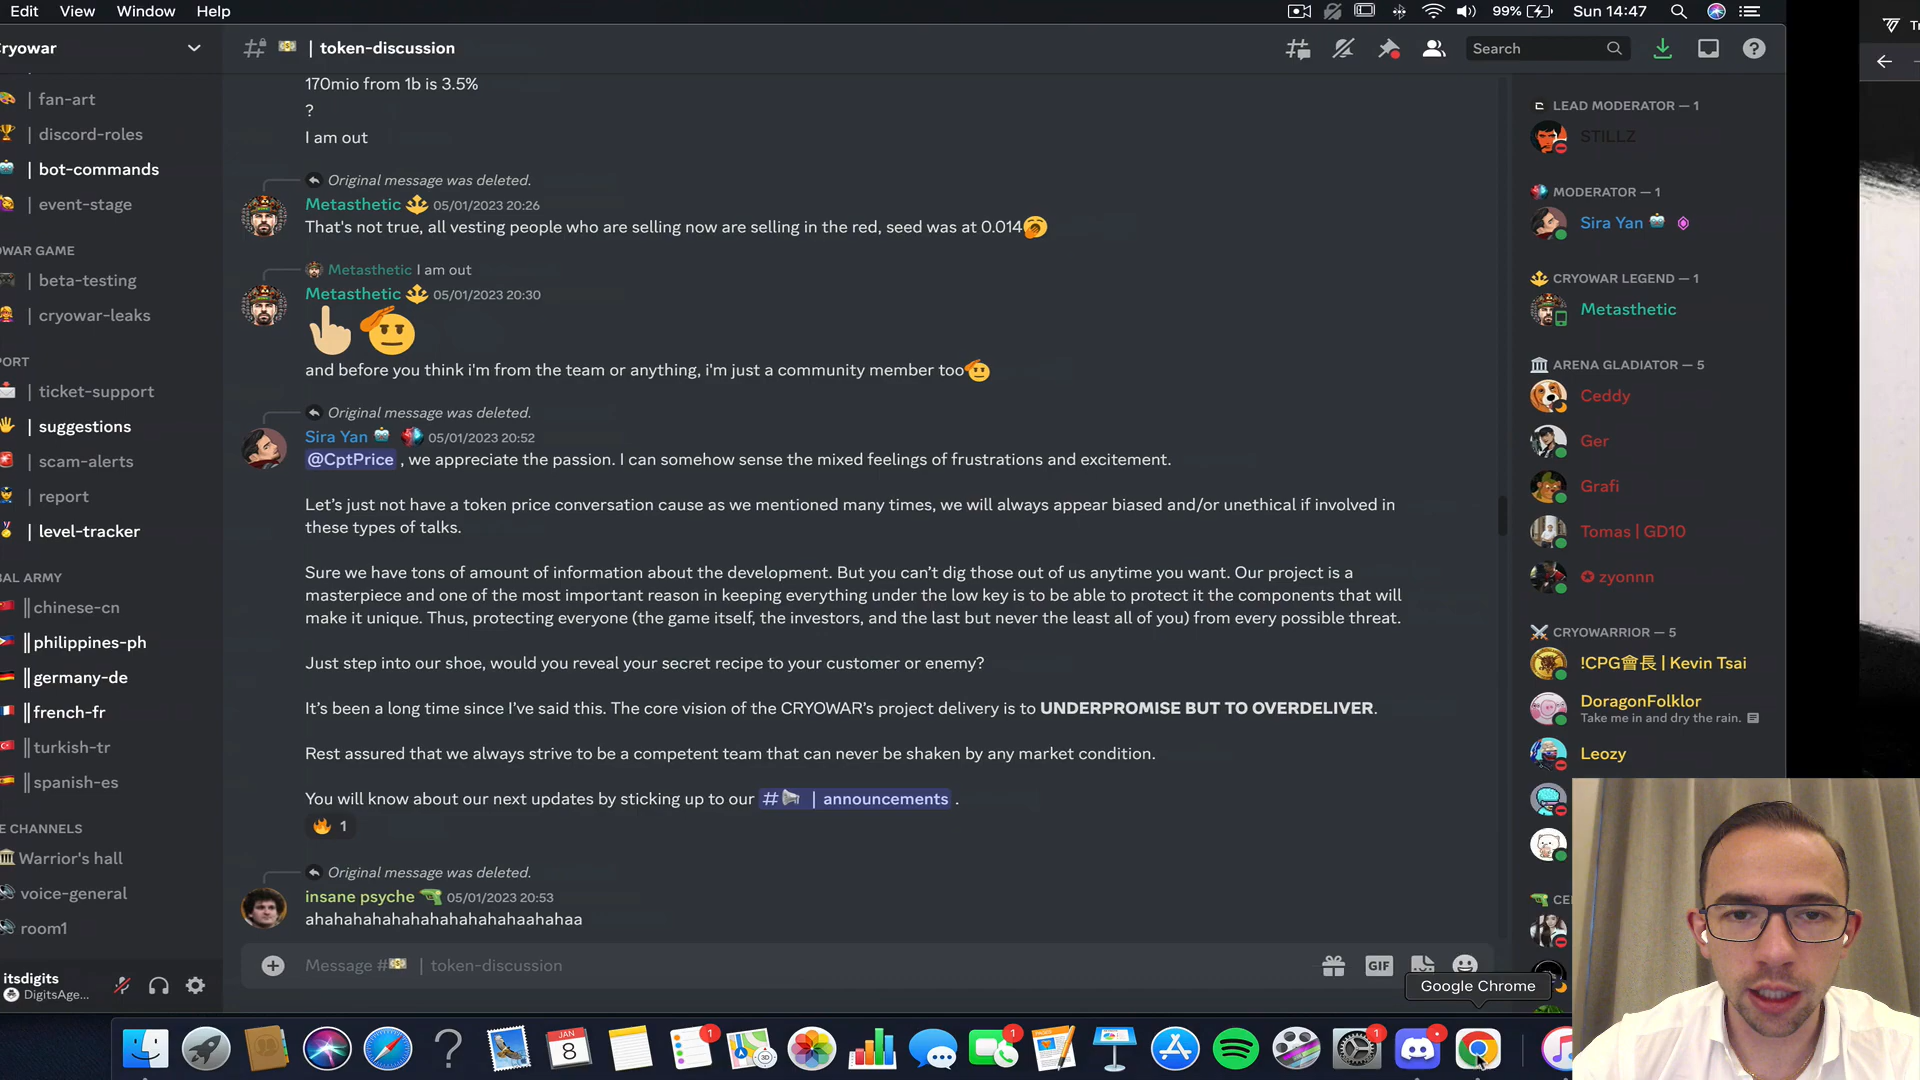 Edit View Window Help
99% Sun 14:47
Cryowar
| token-discussion
Search
| fan-art
| discord-roles
| bot-commands
| event-stage
OWAR GAME
| beta-testing
| cryowar-leaks
PORT
| ticket-support
| suggestions
| scam-alerts
| report
| level-tracker
BAL ARMY
║chinese-cn
║philippines-ph
║germany-de
║french-fr
║turkish-tr
║spanish-es
E CHANNELS
Warrior's hall
voice-general
room1
itsdigits
DigitsAge...
170mio from 1b is 3.5%
?
I am out
Original message was deleted.
Metasthetic 05/01/2023 20:26
That's not true, all vesting people who are selling now are selling in the red, seed was at 0.014
Metasthetic I am out
Metasthetic 05/01/2023 20:30
and before you think i'm from the team or anything, i'm just a community member too
Original message was deleted.
Sira Yan 05/01/2023 20:52
@CptPrice , we appreciate the passion. I can somehow sense the mixed feelings of frustrations and excitement.
Let's just not have a token price conversation cause as we mentioned many times, we will always appear biased and/or unethical if involved in
these types of talks.
Sure we have tons of amount of information about the development. But you can't dig those out of us anytime you want. Our project is a
masterpiece and one of the most important reason in keeping everything under the low key is to be able to protect it the components that will
make it unique. Thus, protecting everyone (the game itself, the investors, and the last but never the least all of you) from every possible threat.
Just step into our shoe, would you reveal your secret recipe to your customer or enemy?
It's been a long time since I've said this. The core vision of the CRYOWAR's project delivery is to UNDERPROMISE BUT TO OVERDELIVER.
Rest assured that we always strive to be a competent team that can never be shaken by any market condition.
You will know about our next updates by sticking up to our # | announcements .
1
Original message was deleted.
insane psyche 05/01/2023 20:53
ahahahahahahahahahahahaahahaa
Message # | token-discussion
GIF
Google Chrome
LEAD MODERATOR — 1
STILLZ
MODERATOR — 1
Sira Yan
CRYOWAR LEGEND — 1
Metasthetic
ARENA GLADIATOR — 5
Ceddy
Ger
Grafi
Tomas | GD10
zyonnn
CRYOWARRIOR — 5
!CPG會長 | Kevin Tsai
DoragonFolklor
Take me in and dry the rain.
Leozy
CE
JAN
8
1
1
PAGES
1